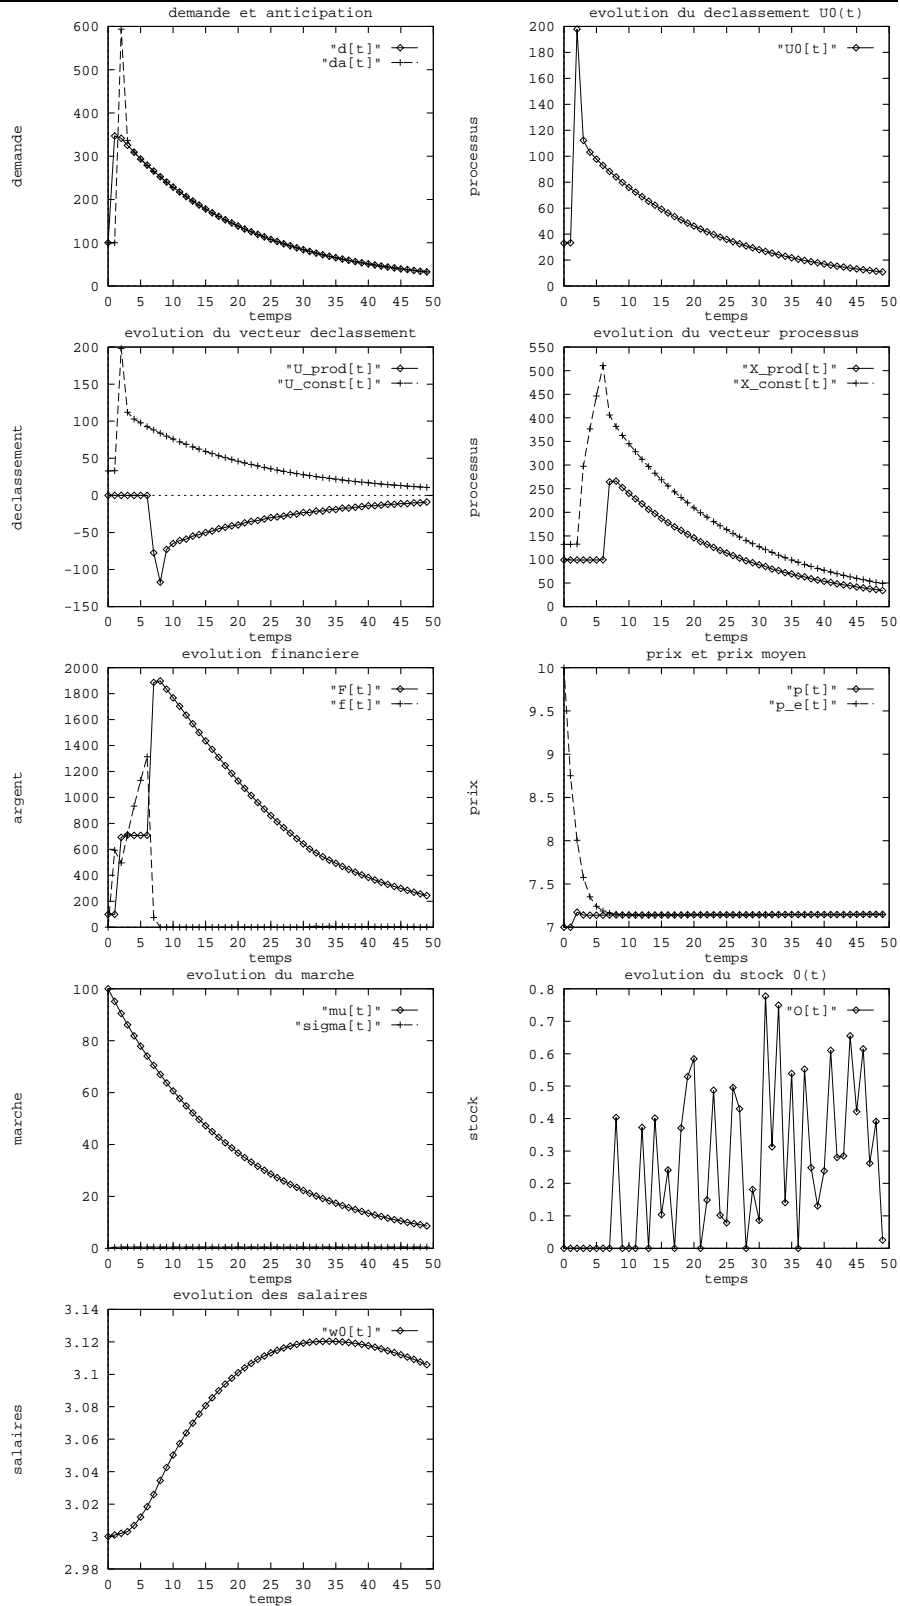 demande et anticipation
600
500
400
300
200
100
0
demande
"d[t]"
"da[t]"
0 5 10 15 20 25 30 35 40 45 50
temps
evolution du declassement U0(t)
200
180
160
140
120
100
80
60
40
20
0
processus
"U0[t]"
0 5 10 15 20 25 30 35 40 45 50
temps
evolution du vecteur declassement
200
150
100
50
0
-50
-100
-150
declassement
"U_prod[t]"
"U_const[t]"
0 5 10 15 20 25 30 35 40 45 50
temps
evolution du vecteur processus
550
500
450
400
350
300
250
200
150
100
50
0
processus
"X_prod[t]"
"X_const[t]"
0 5 10 15 20 25 30 35 40 45 50
temps
evolution financiere
2000
1800
1600
1400
1200
1000
800
600
400
200
0
argent
"F[t]"
"f[t]"
0 5 10 15 20 25 30 35 40 45 50
temps
prix et prix moyen
10
9.5
9
8.5
8
7.5
7
prix
"p[t]"
"p_e[t]"
0 5 10 15 20 25 30 35 40 45 50
temps
evolution du marche
100
80
60
40
20
0
marche
"mu[t]"
"sigma[t]"
0 5 10 15 20 25 30 35 40 45 50
temps
evolution du stock 0(t)
0.8
0.7
0.6
0.5
0.4
0.3
0.2
0.1
0
stock
"O[t]"
0 5 10 15 20 25 30 35 40 45 50
temps
evolution des salaires
3.14
3.12
3.1
3.08
3.06
3.04
3.02
3
2.98
salaires
"w0[t]"
0 5 10 15 20 25 30 35 40 45 50
temps